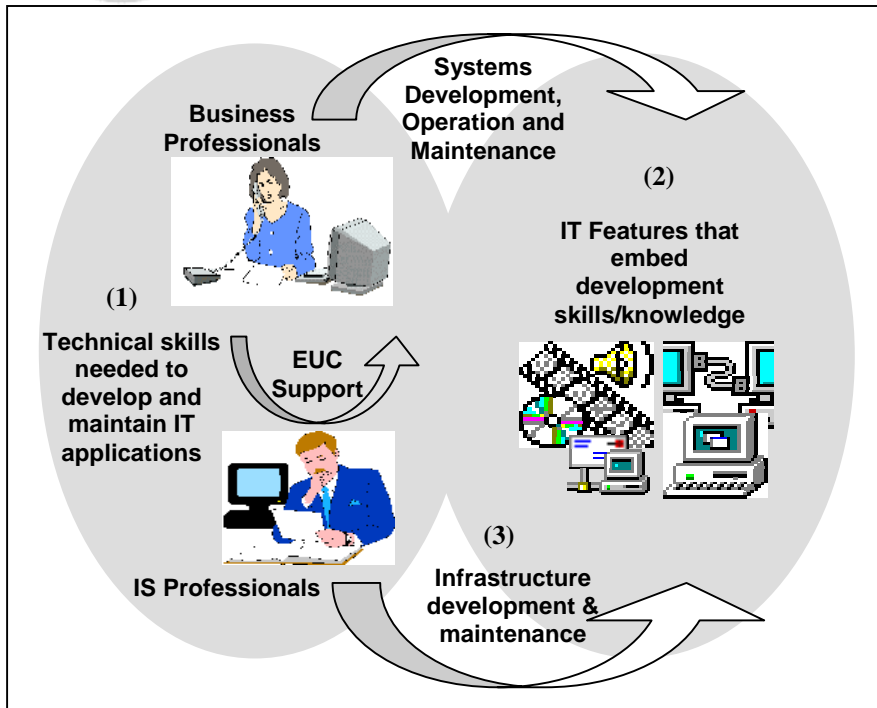 Systems
Development,
Operation and
Maintenance
Business
Professionals
(2)
IT Features that
embed
development
skills/knowledge
(1)
Technical skills
needed to
develop and
maintain IT
applications
EUC
Support
(3)
IS Professionals
Infrastructure
development &
maintenance